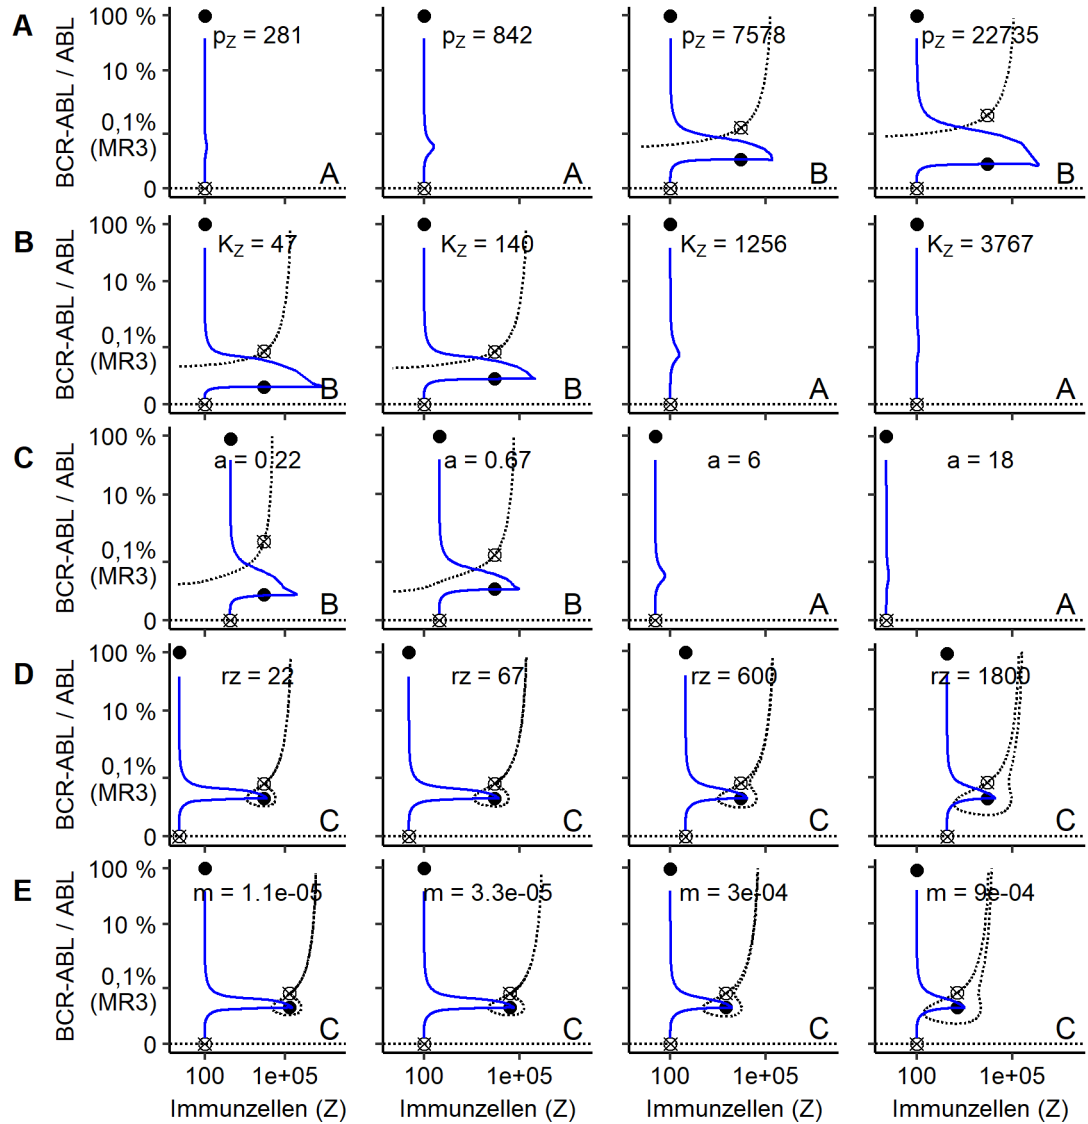 A
BCR-ABL / ABL
100 %
10 %
0,1%
(MR3)
0
pZ = 281
A
pZ = 842
A
pZ = 7578
B
pZ = 22735
B
B
BCR-ABL / ABL
100 %
10 %
0,1%
(MR3)
0
KZ = 47
B
KZ = 140
B
KZ = 1256
A
KZ = 3767
A
C
BCR-ABL / ABL
100 %
10 %
0,1%
(MR3)
0
a = 0.22
B
a = 0.67
B
a = 6
A
a = 18
A
D
BCR-ABL / ABL
100 %
10 %
0,1%
(MR3)
0
rz = 22
C
rz = 67
C
rz = 600
C
rz = 1800
C
E
BCR-ABL / ABL
100 %
10 %
0,1%
(MR3)
0
m = 1.1e-05
C
m = 3.3e-05
C
m = 3e-04
C
m = 9e-04
C
100 1e+05
100 1e+05
100 1e+05
100 1e+05
Immunzellen (Z)
Immunzellen (Z)
Immunzellen (Z)
Immunzellen (Z)